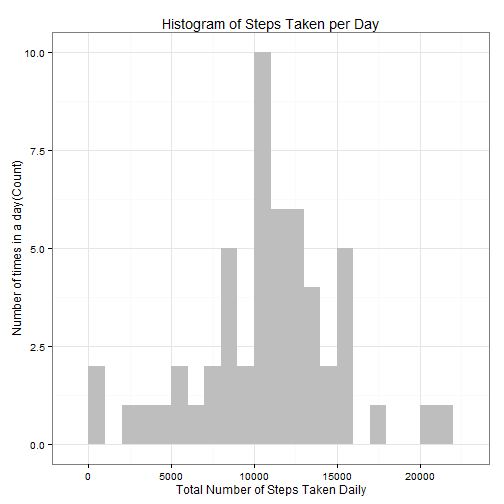 Histogram of Steps Taken per Day
10.0
7.5
5.0
2.5
0.0
Number of times in a day(Count)
0 5000 10000 15000 20000
Total Number of Steps Taken Daily